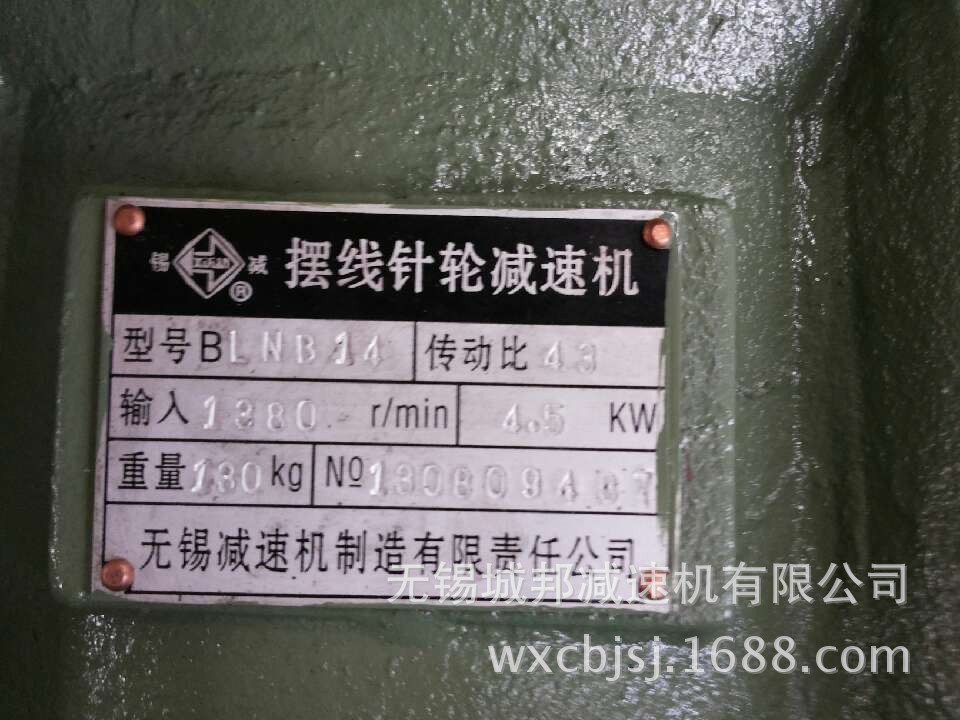 锡 减 ® 摆线针轮减速机
型号BLNB14 传动比43
输入1380 r/min 4.5 KW
重量130kg №130809437
无锡减速机制造有限责任公司
无锡城邦减速机有限公司
wxcbjsj.1688.com